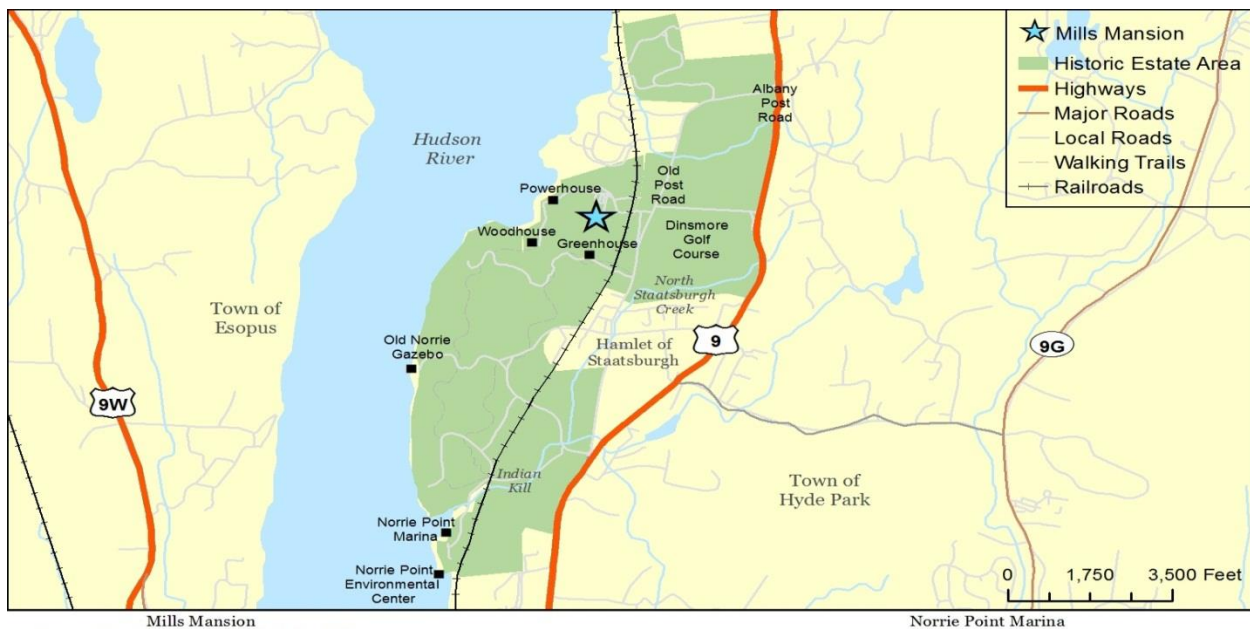 Mills Mansion
Historic Estate Area
Highways
Major Roads
Local Roads
Walking Trails
Railroads
Albany
Post
Road
Hudson
River
Old
Post
Road
Powerhouse
Woodhouse
Greenhouse
Dinsmore
Golf
Course
North
Staatsburgh
Creek
Town of
Esopus
Hamlet of
Staatsburgh
9
9G
Old Norrie
Gazebo
9W
Indian
Kill
Town of
Hyde Park
Norrie Point
Marina
Norrie Point
Environmental
Center
0 1,750 3,500 Feet
Mills Mansion
Norrie Point Marina